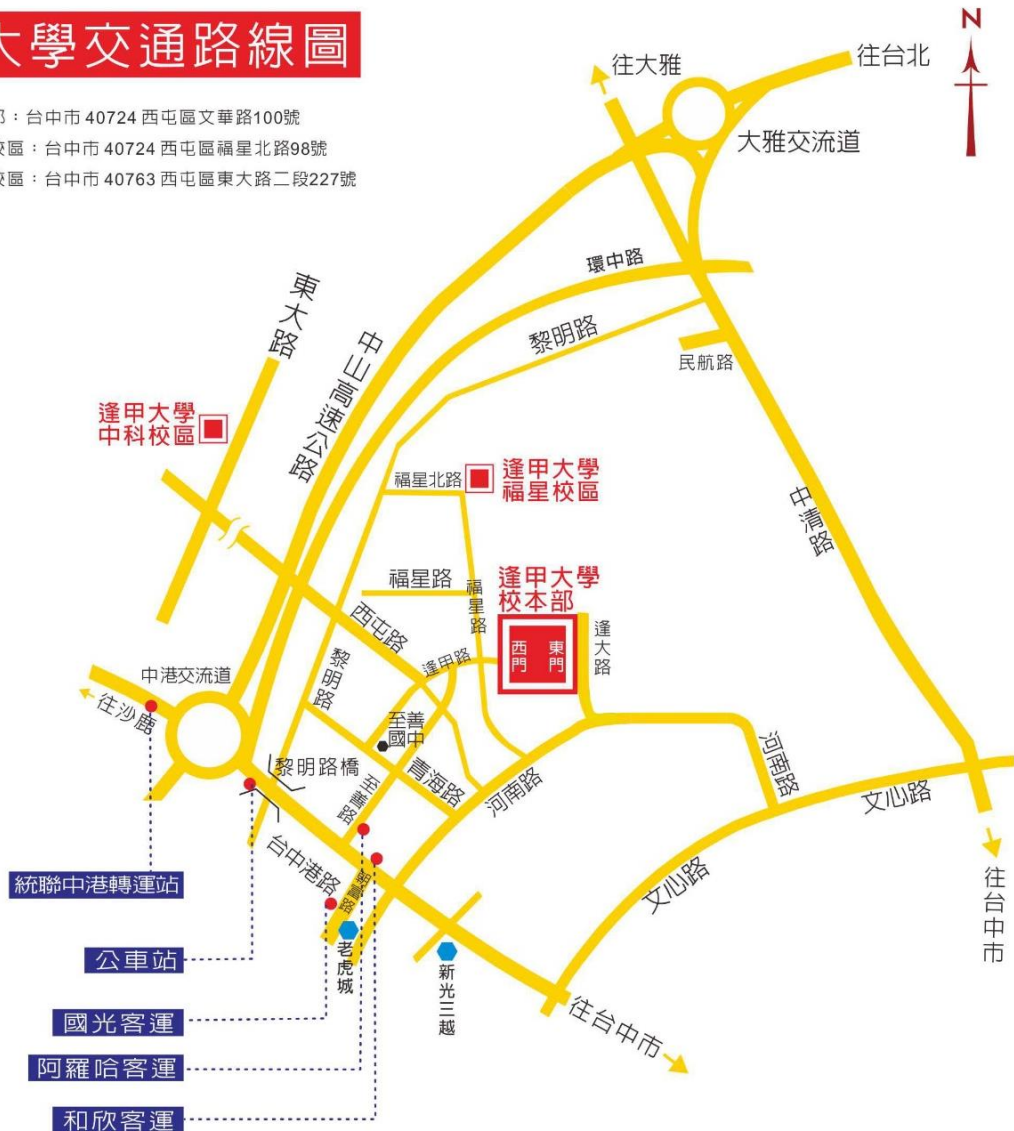 大學交通路線圖
部：台中市 40724 西屯區文華路100號
校區：台中市 40724 西屯區福星北路98號
校區：台中市 40763 西屯區東大路二段227號
N
往大雅
往台北
大雅交流道
環中路
東大路
中山高速公路
黎明路
民航路
逢甲大學
中科校區
福星北路
逢甲大學
福星校區
中清路
福星路
福星路
逢甲大學
校本部
西門
東門
逢大路
西屯路
逢甲路
黎明路
中港交流道
往沙鹿
至善
國中
黎明路橋
青海路
至善路
河南路
河南路
文心路
台中港路
朝富路
文心路
往台中市
統聯中港轉運站
公車站
老虎城
新光三越
國光客運
往台中市
阿羅哈客運
和欣客運